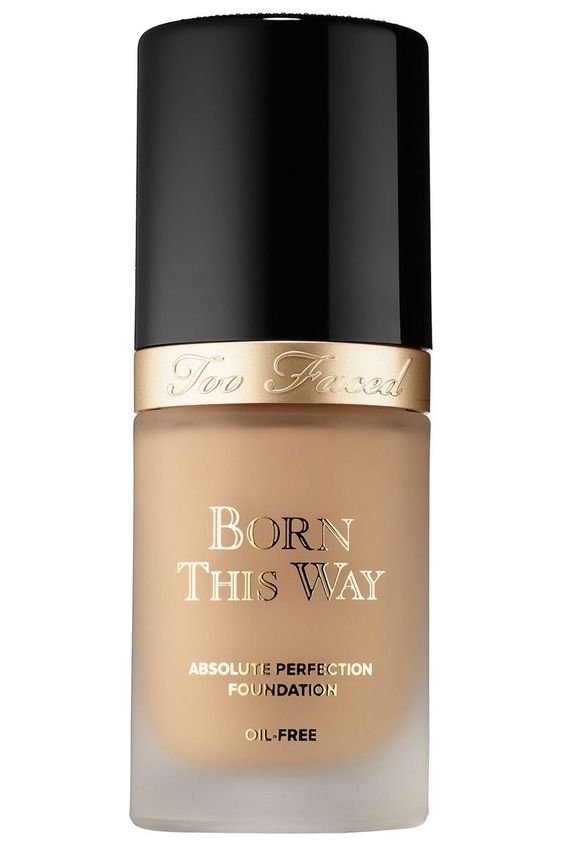 Too Faced
BORN
THIS WAY
ABSOLUTE PERFECTION
FOUNDATION
OIL-FREE